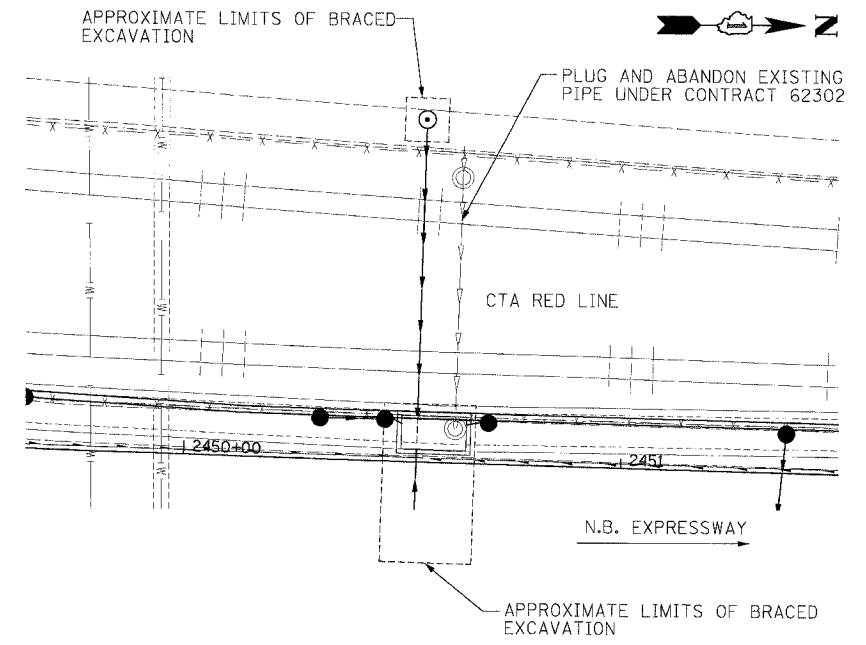 APPROXIMATE LIMITS OF BRACED
EXCAVATION
N
PLUG AND ABANDON EXISTING
PIPE UNDER CONTRACT 62302
CTA RED LINE
2450+00
2451
N.B. EXPRESSWAY
APPROXIMATE LIMITS OF BRACED
EXCAVATION